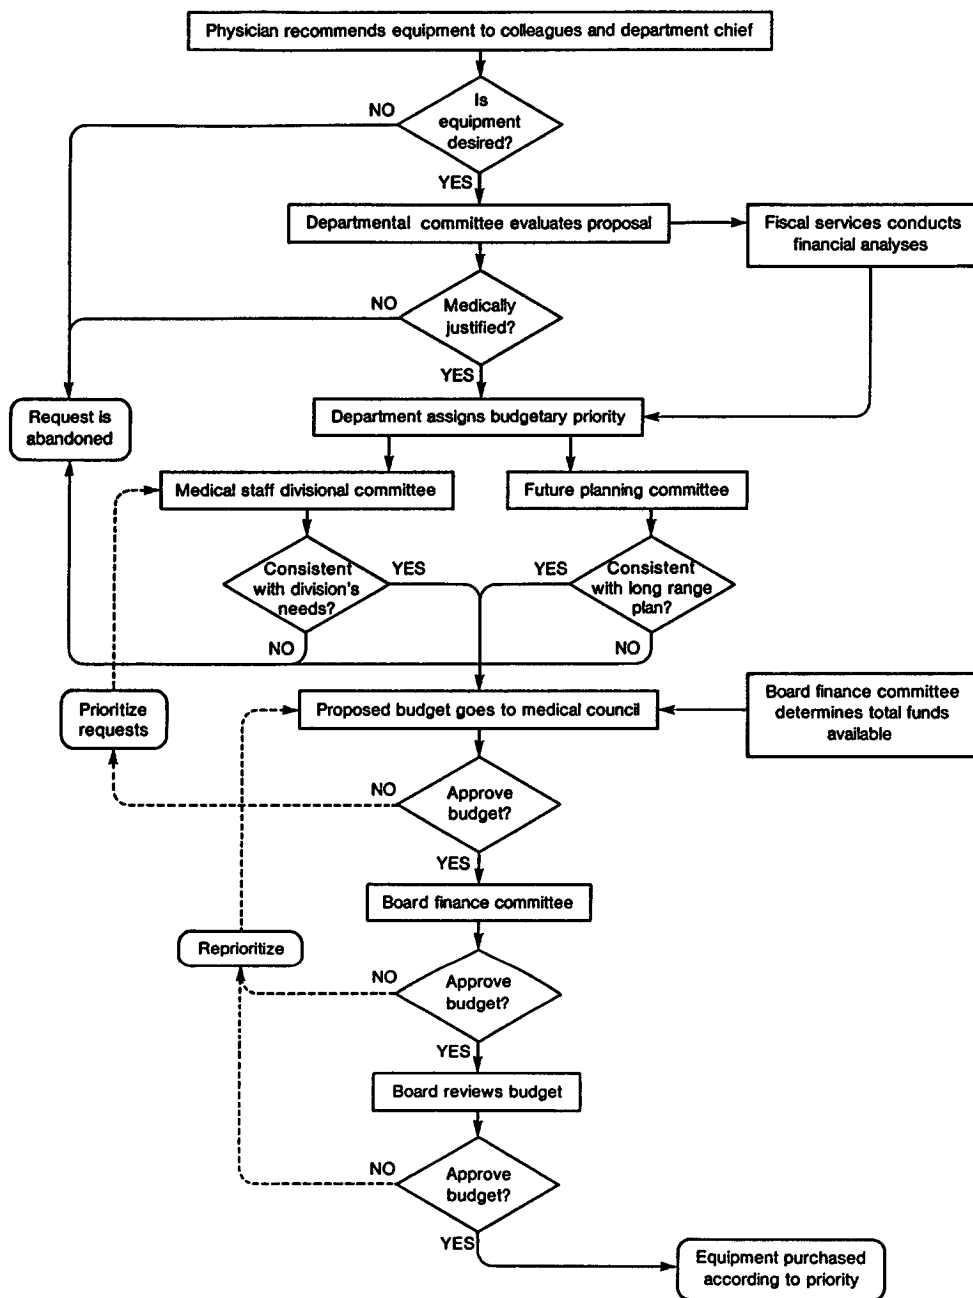 Physician recommends equipment to colleagues and department chief
NO
Is
equipment
desired?
YES
Departmental committee evaluates proposal
Fiscal services conducts
financial analyses
NO
Medically
justified?
YES
Request is
abandoned
Department assigns budgetary priority
Medical staff divisional committee
Future planning committee
Consistent
with division's
needs?
YES
YES
Consistent
with long range
plan?
NO
NO
Prioritize
requests
Proposed budget goes to medical council
Board finance committee
determines total funds
available
NO
Approve
budget?
YES
Board finance committee
Reprioritize
NO
Approve
budget?
YES
Board reviews budget
NO
Approve
budget?
YES
Equipment purchased
according to priority